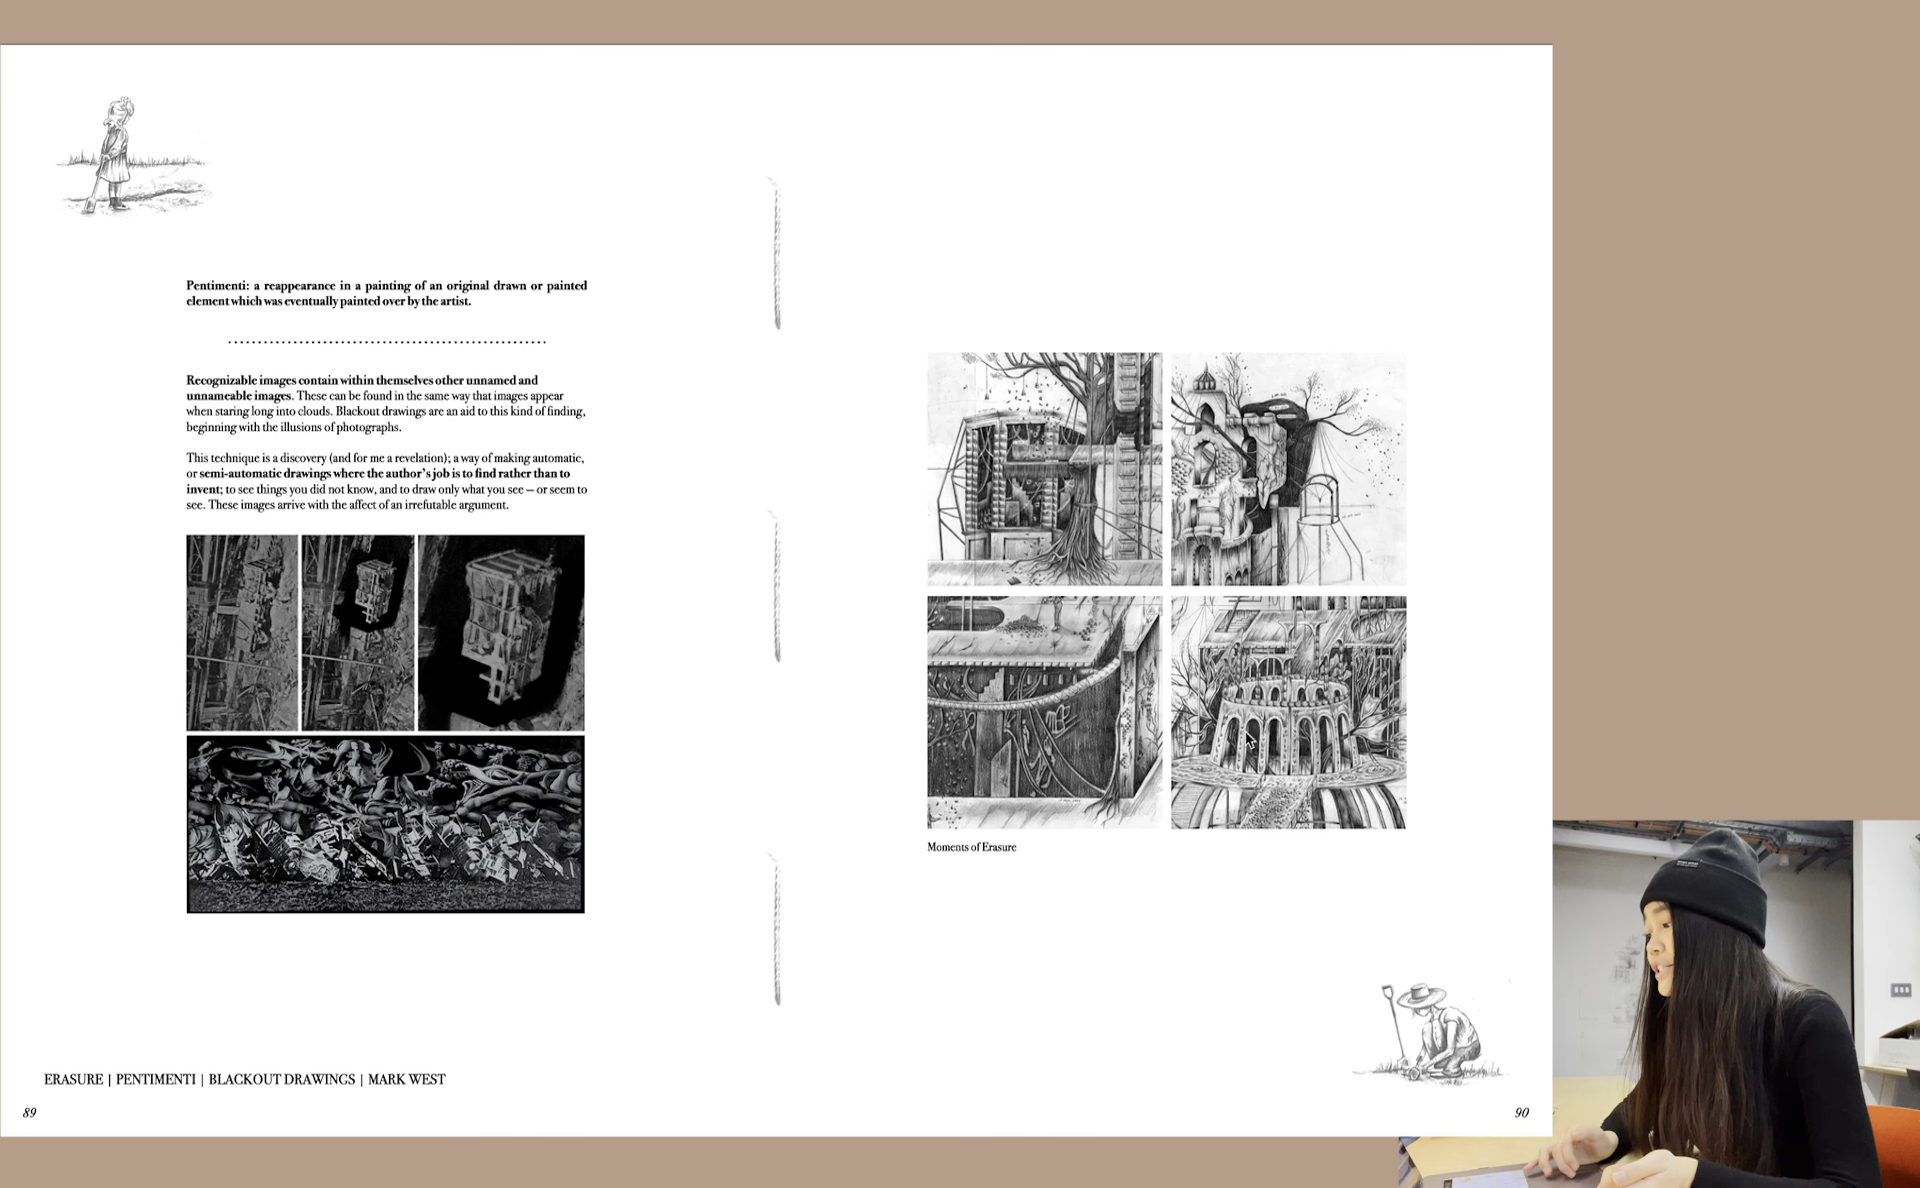 Pentimenti: a reappearance in a painting of an original drawn or painted
element which was eventually painted over by the artist.
Recognizable images contain within themselves other unnamed and
unnameable images. These can be found in the same way that images appear
when staring long into clouds. Blackout drawings are an aid to this kind of finding,
beginning with the illusions of photographs.
This technique is a discovery (and for me a revelation); a way of making automatic,
or semi-automatic drawings where the author's job is to find rather than to
invent; to see things you did not know, and to draw only what you see – or seem to
see. These images arrive with the affect of an irrefutable argument.
Moments of Erasure
ERASURE | PENTIMENTI | BLACKOUT DRAWINGS | MARK WEST
89
90